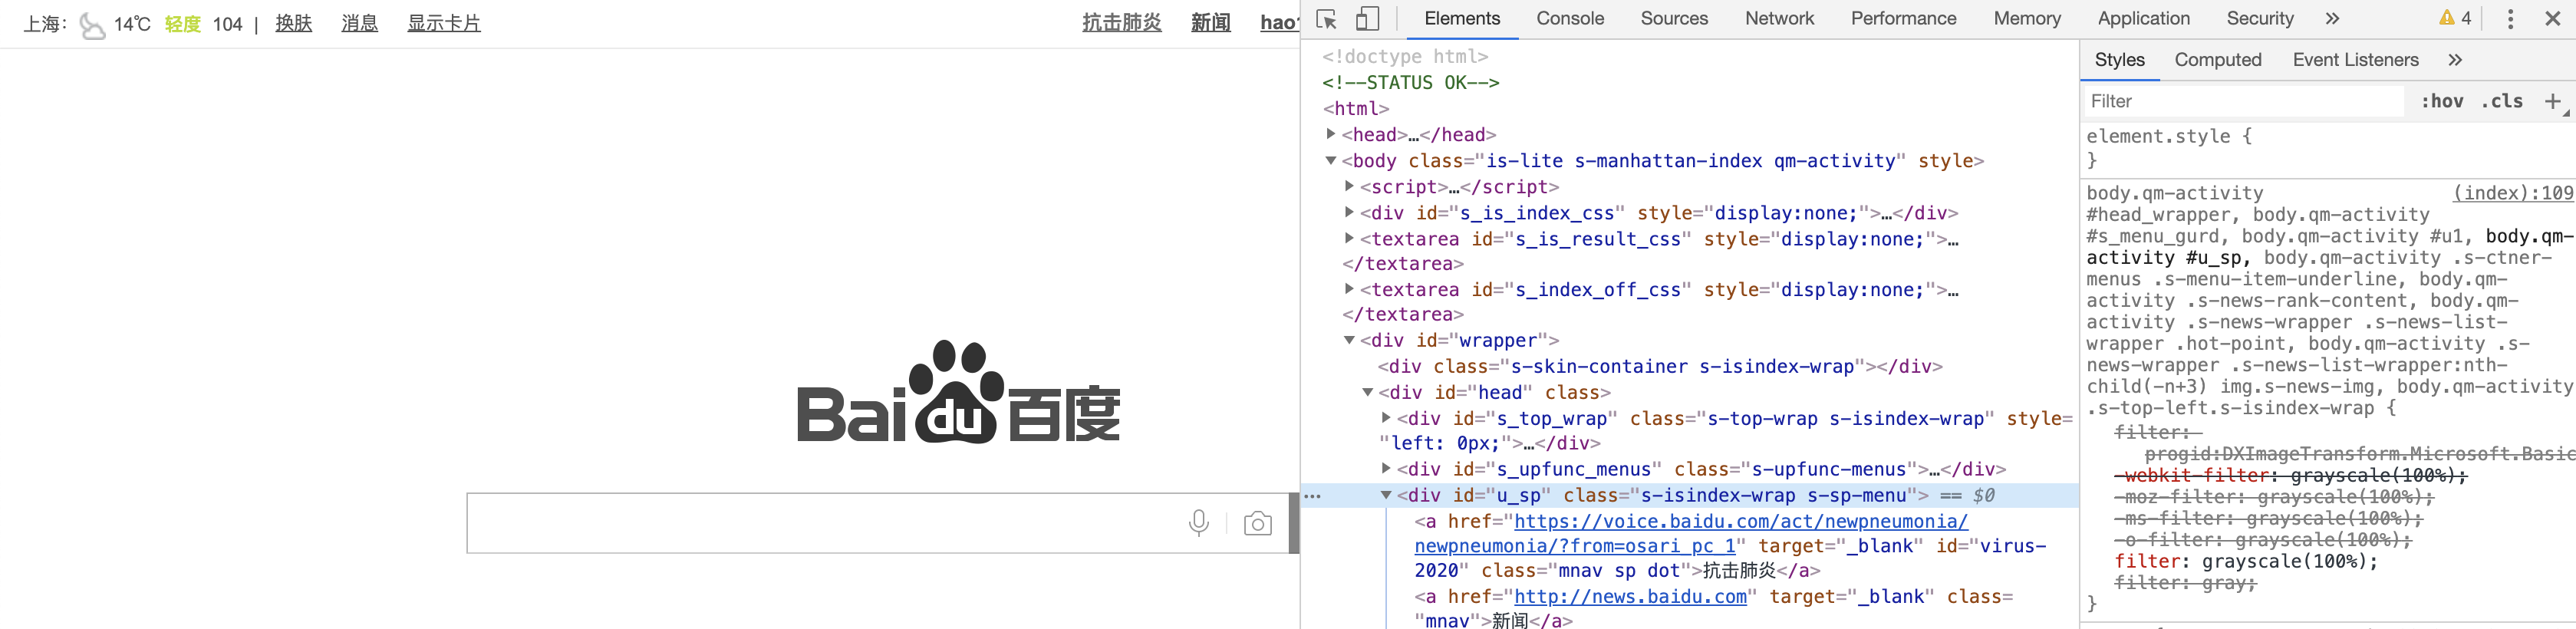 上海: 14℃ 轻度 104 | 换肤 消息 显示卡片
抗击肺炎 新闻 hao1
Bai du 百度
Elements Console Sources Network Performance Memory Application Security » 4
<!doctype html>
<!--STATUS OK-->
<html>
<head>…</head>
<body class="is-lite s-manhattan-index qm-activity" style>
<script>…</script>
<div id="s_is_index_css" style="display:none;">…</div>
<textarea id="s_is_result_css" style="display:none;">…
</textarea>
<textarea id="s_index_off_css" style="display:none;">…
</textarea>
<div id="wrapper">
<div class="s-skin-container s-isindex-wrap"></div>
<div id="head" class>
<div id="s_top_wrap" class="s-top-wrap s-isindex-wrap" style=
"left: 0px;">…</div>
<div id="s_upfunc_menus" class="s-upfunc-menus">…</div>
<div id="u_sp" class="s-isindex-wrap s-sp-menu"> == $0
<a href="https://voice.baidu.com/act/newpneumonia/
newpneumonia/?from=osari_pc_1" target="_blank" id="virus-
2020" class="mnav sp dot">抗击肺炎</a>
<a href="http://news.baidu.com" target="_blank" class=
"mnav">新闻</a>
Styles Computed Event Listeners »
Filter :hov .cls +
element.style {
}
body.qm-activity (index):109
#head_wrapper, body.qm-activity
#s_menu_gurd, body.qm-activity #u1, body.qm-
activity #u_sp, body.qm-activity .s-ctner-
menus .s-menu-item-underline, body.qm-
activity .s-news-rank-content, body.qm-
activity .s-news-wrapper .s-news-list-
wrapper .hot-point, body.qm-activity .s-
news-wrapper .s-news-list-wrapper:nth-
child(-n+3) img.s-news-img, body.qm-activity
.s-top-left.s-isindex-wrap {
filter:
progid:DXImageTransform.Microsoft.Basic
-webkit-filter: grayscale(100%);
-moz-filter: grayscale(100%);
-ms-filter: grayscale(100%);
-o-filter: grayscale(100%);
filter: grayscale(100%);
filter: gray;
}